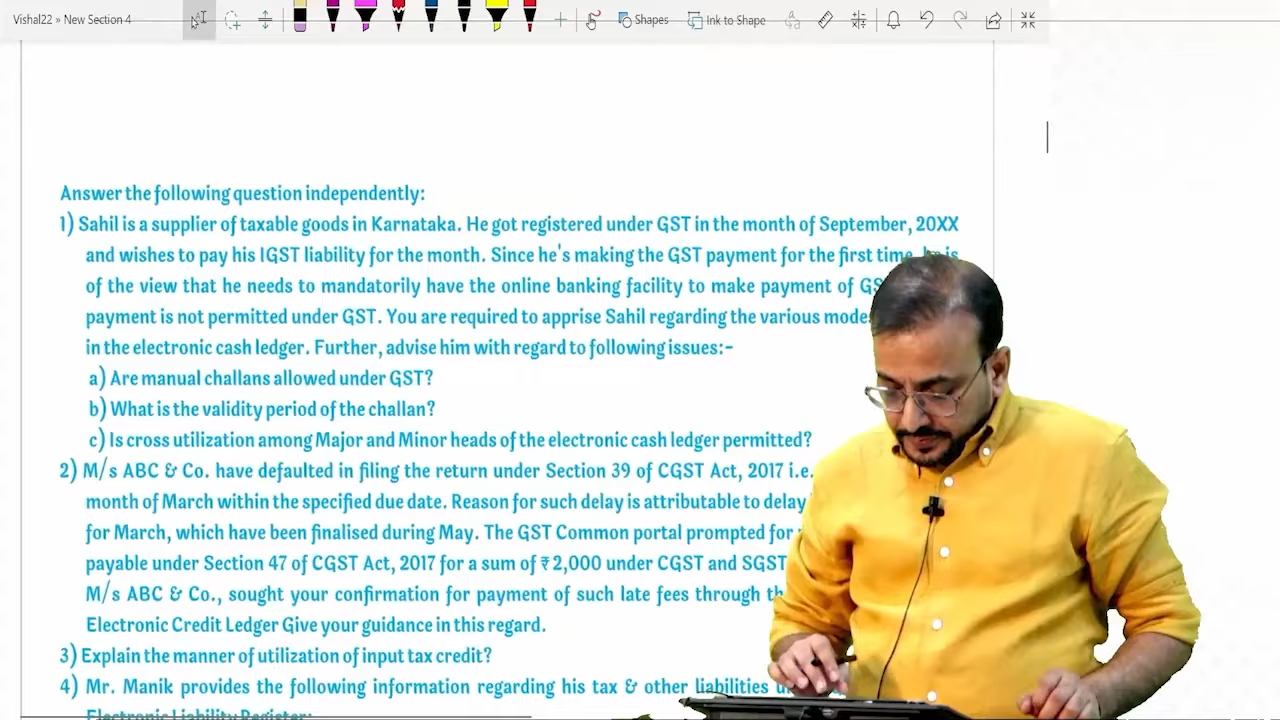 Vishal22 » New Section 4
Shapes
Ink to Shape
Answer the following question independently:
1) Sahil is a supplier of taxable goods in Karnataka. He got registered under GST in the month of September, 20XX
and wishes to pay his IGST liability for the month. Since he's making the GST payment for the first time, he is
of the view that he needs to mandatorily have the online banking facility to make payment of
payment is not permitted under GST. You are required to apprise Sahil regarding the various
in the electronic cash ledger. Further, advise him with regard to following issues:-
a) Are manual challans allowed under GST?
b) What is the validity period of the challan?
c) Is cross utilization among Major and Minor heads of the electronic cash ledger permitted?
2) M/s ABC & Co. have defaulted in filing the return under Section 39 of CGST Act, 2017 i.e.
month of March within the specified due date. Reason for such delay is attributable to delay
for March, which have been finalised during May. The GST Common portal prompted for
payable under Section 47 of CGST Act, 2017 for a sum of ₹2,000 under CGST and SGST
M/s ABC & Co., sought your confirmation for payment of such late fees through
Electronic Credit Ledger Give your guidance in this regard.
3) Explain the manner of utilization of input tax credit?
4) Mr. Manik provides the following information regarding his tax & other liabilities
Electronic Liability Register: